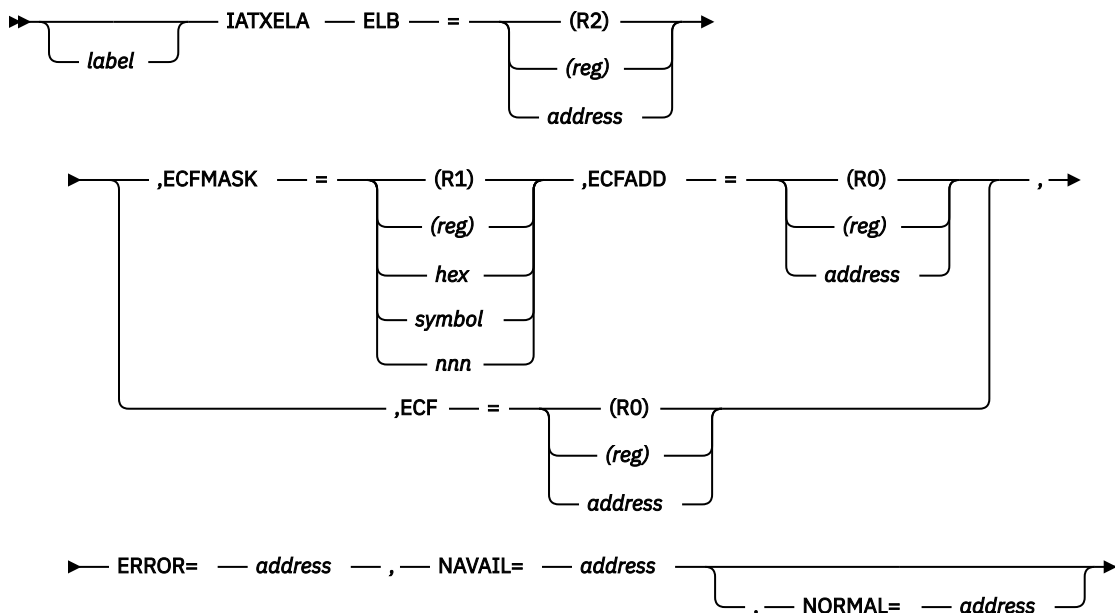 IATXELA ELB = (R2)
label (reg)
address
,ECFMASK = (R1) ,ECFADD = (R0) ,
(reg) (reg)
hex address
symbol
nnn
,ECF = (R0)
(reg)
address
ERROR= address , NAVAIL= address
, NORMAL= address